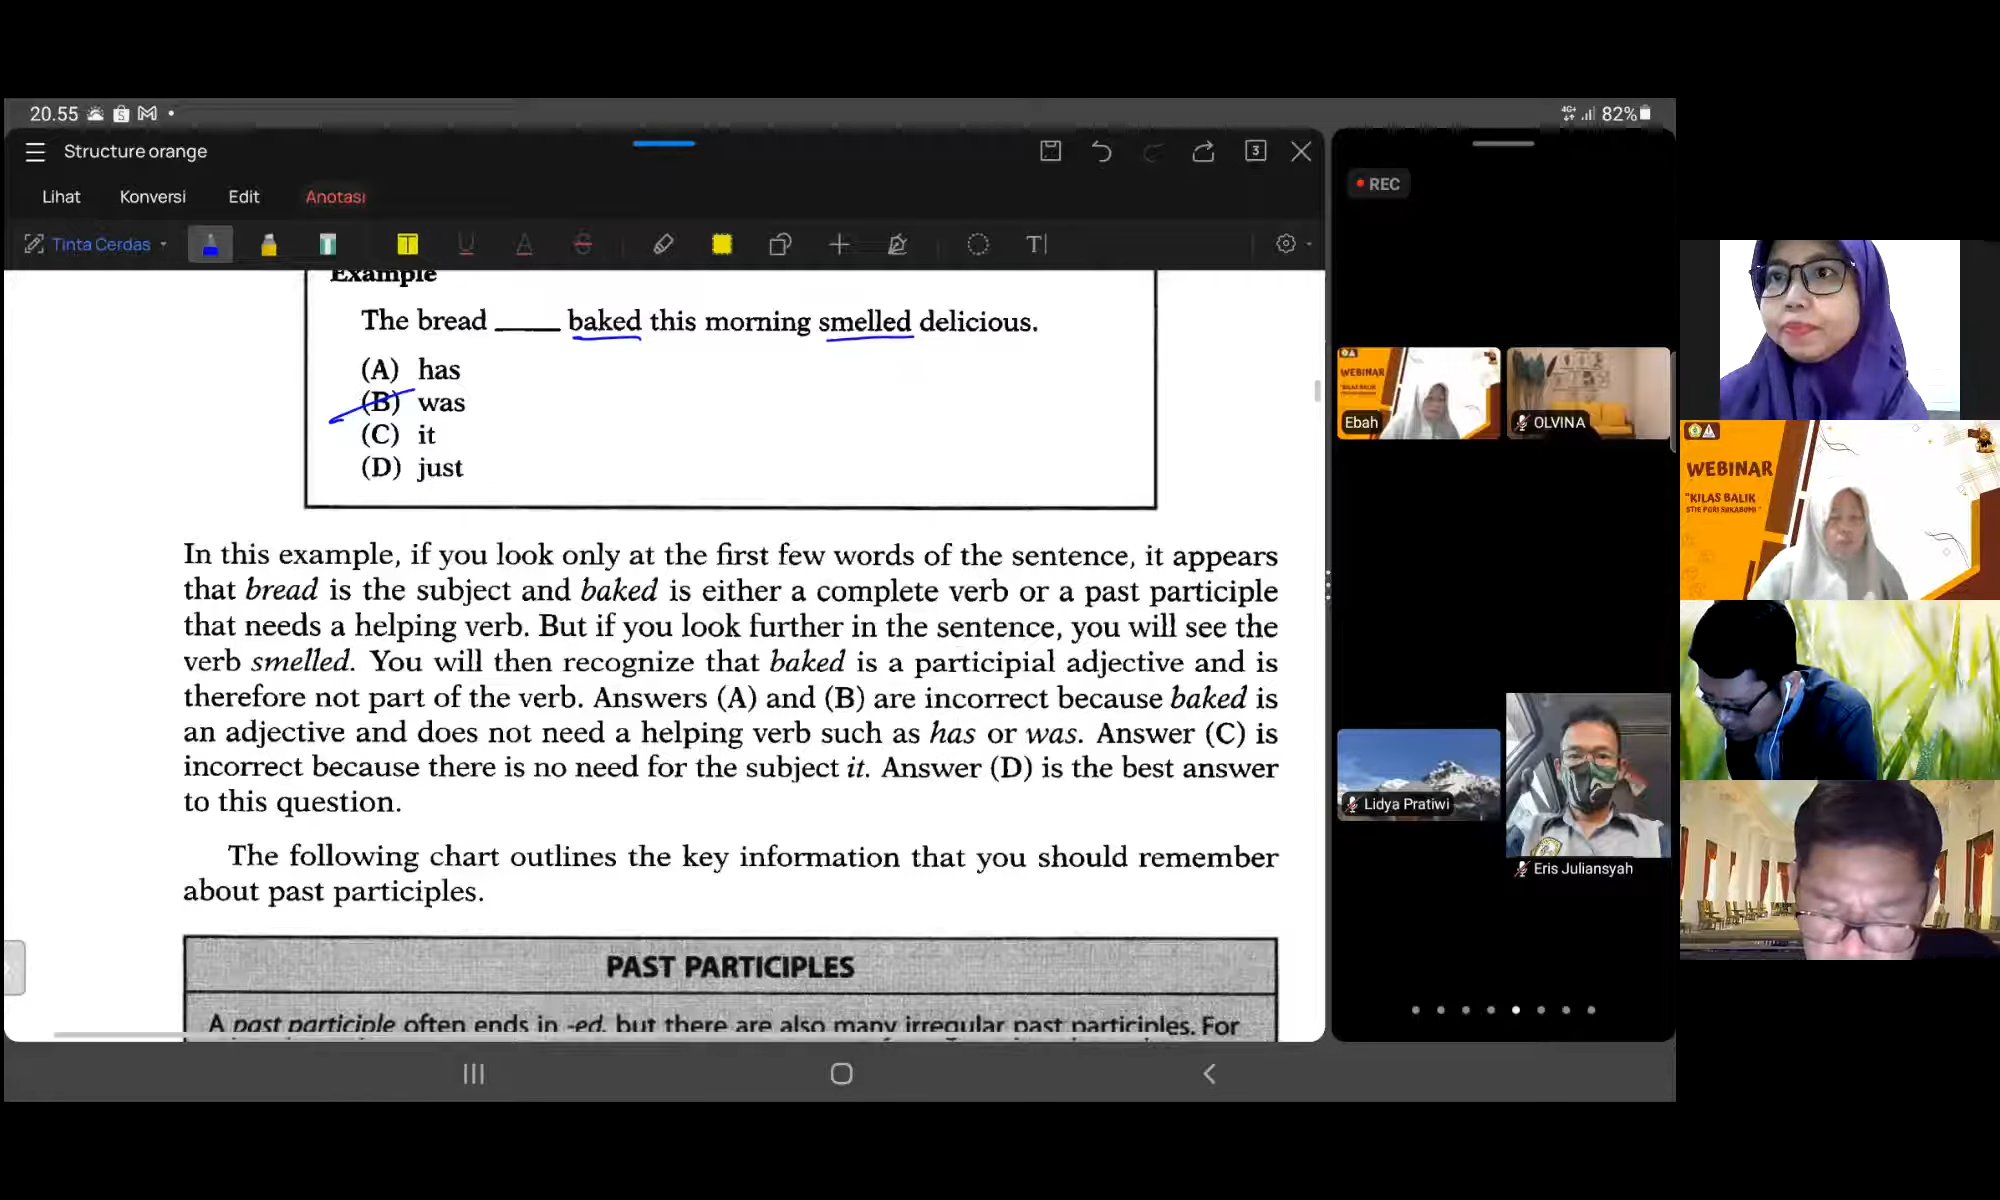 20.55
82%
Structure orange
3
Lihat Konversi Edit Anotasi
Tinta Cerdas
REC
Example
The bread ____ baked this morning smelled delicious.
(A) has
(B) was
(C) it
(D) just
In this example, if you look only at the first few words of the sentence, it appears
that bread is the subject and baked is either a complete verb or a past participle
that needs a helping verb. But if you look further in the sentence, you will see the
verb smelled. You will then recognize that baked is a participial adjective and is
therefore not part of the verb. Answers (A) and (B) are incorrect because baked is
an adjective and does not need a helping verb such as has or was. Answer (C) is
incorrect because there is no need for the subject it. Answer (D) is the best answer
to this question.
The following chart outlines the key information that you should remember
about past participles.
PAST PARTICIPLES
A past participle often ends in -ed, but there are also many irregular past participles. For
WEBINAR
"KILAS BALIK
Ebah
OLVINA
Lidya Pratiwi
Eris Juliansyah
WEBINAR
"KILAS BALIK
STIE PGRI SUKABUMI"